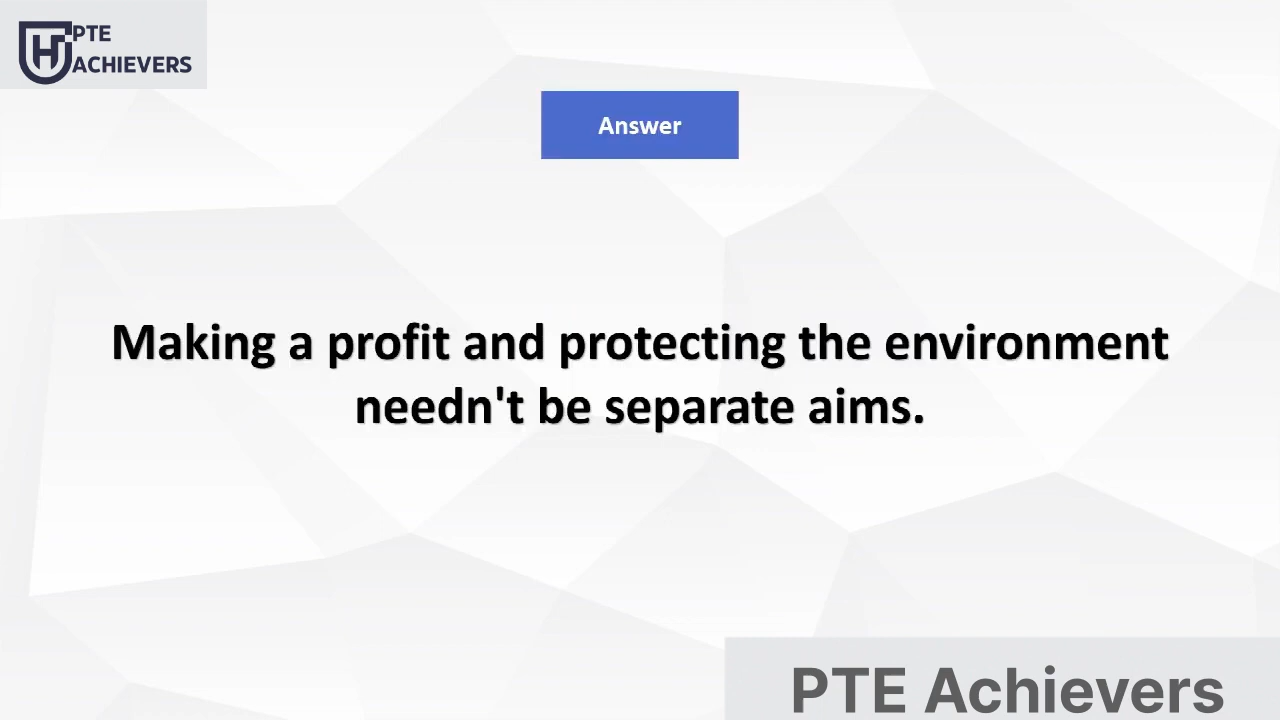 PTE
ACHIEVERS
Answer
Making a profit and protecting the environment
needn't be separate aims.
PTE Achievers